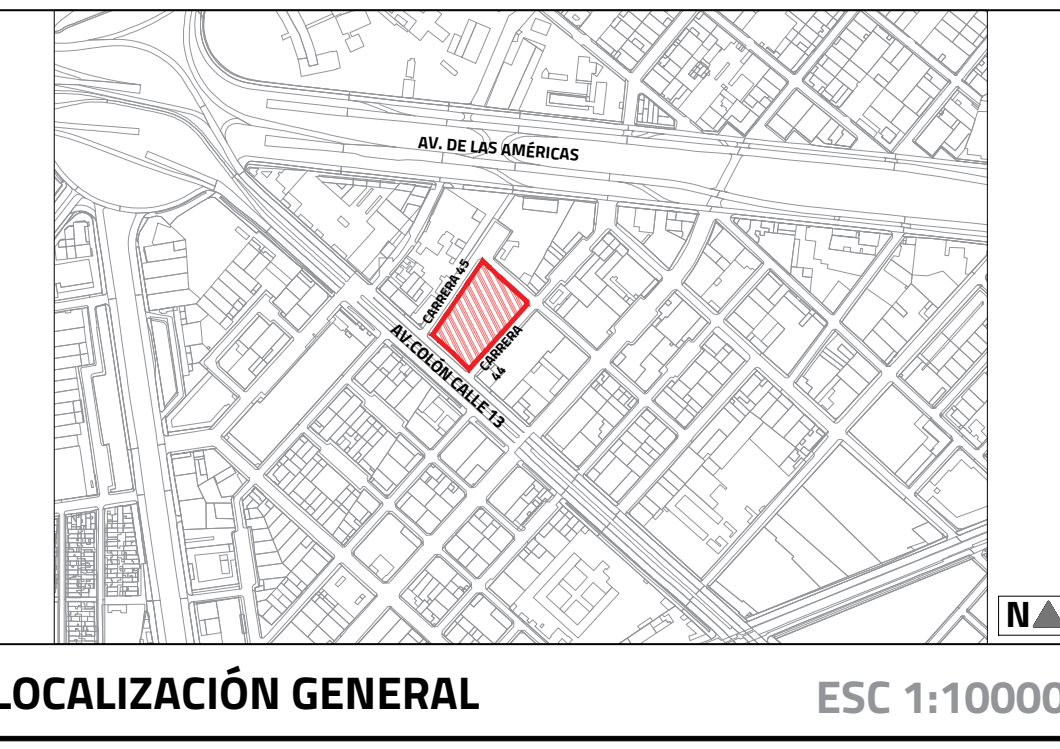 AV. DE LAS AMÉRICAS
CARRERA 45
CARRERA
44
AV.COLÓN CALLE 13
N
LOCALIZACIÓN GENERAL
ESC 1:10000